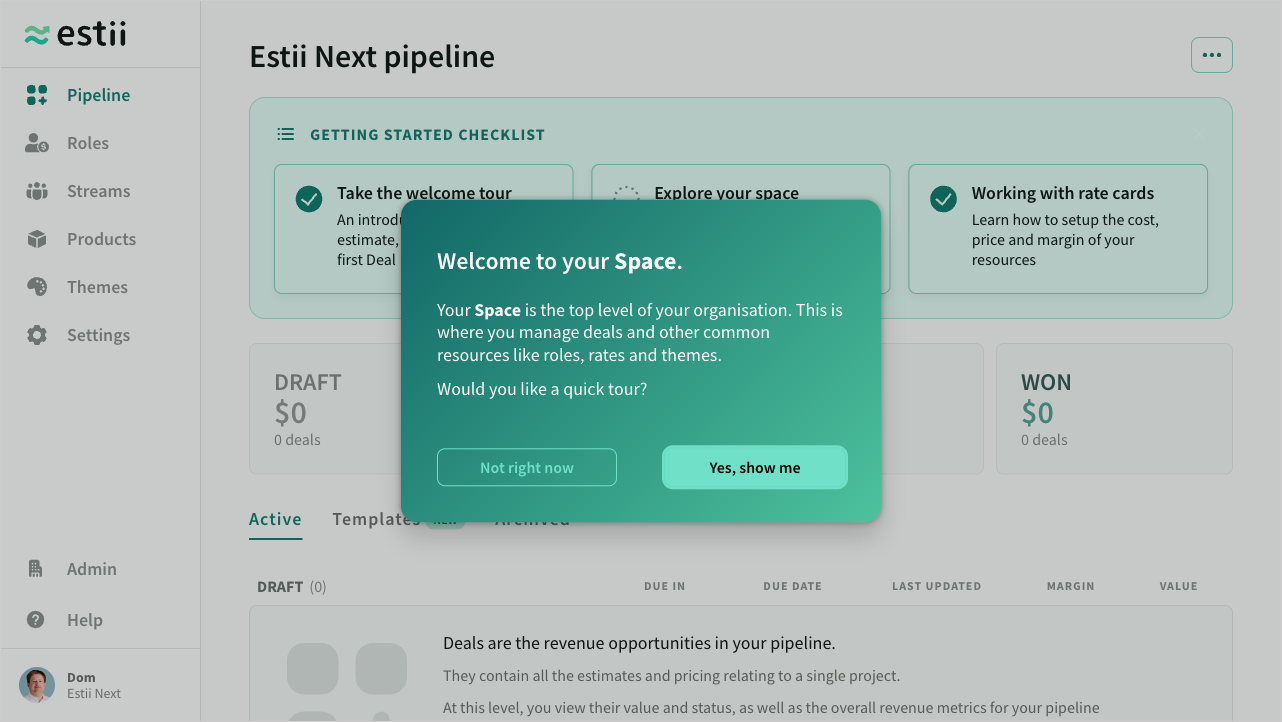 estii
Pipeline
Roles
Streams
Products
Themes
Settings
Admin
Help
Dom
Estii Next
Estii Next pipeline
GETTING STARTED CHECKLIST
Take the welcome tour
An introdu
estimate,
first Deal
Explore your space
Working with rate cards
Learn how to setup the cost,
price and margin of your
resources
Welcome to your Space.
Your Space is the top level of your organisation. This is
where you manage deals and other common
resources like roles, rates and themes.
Would you like a quick tour?
Not right now
Yes, show me
DRAFT
$0
0 deals
WON
$0
0 deals
Active
Templates
NEW
Archived
DRAFT (0)
DUE IN
DUE DATE
LAST UPDATED
MARGIN
VALUE
Deals are the revenue opportunities in your pipeline.
They contain all the estimates and pricing relating to a single project.
At this level, you view their value and status, as well as the overall revenue metrics for your pipeline